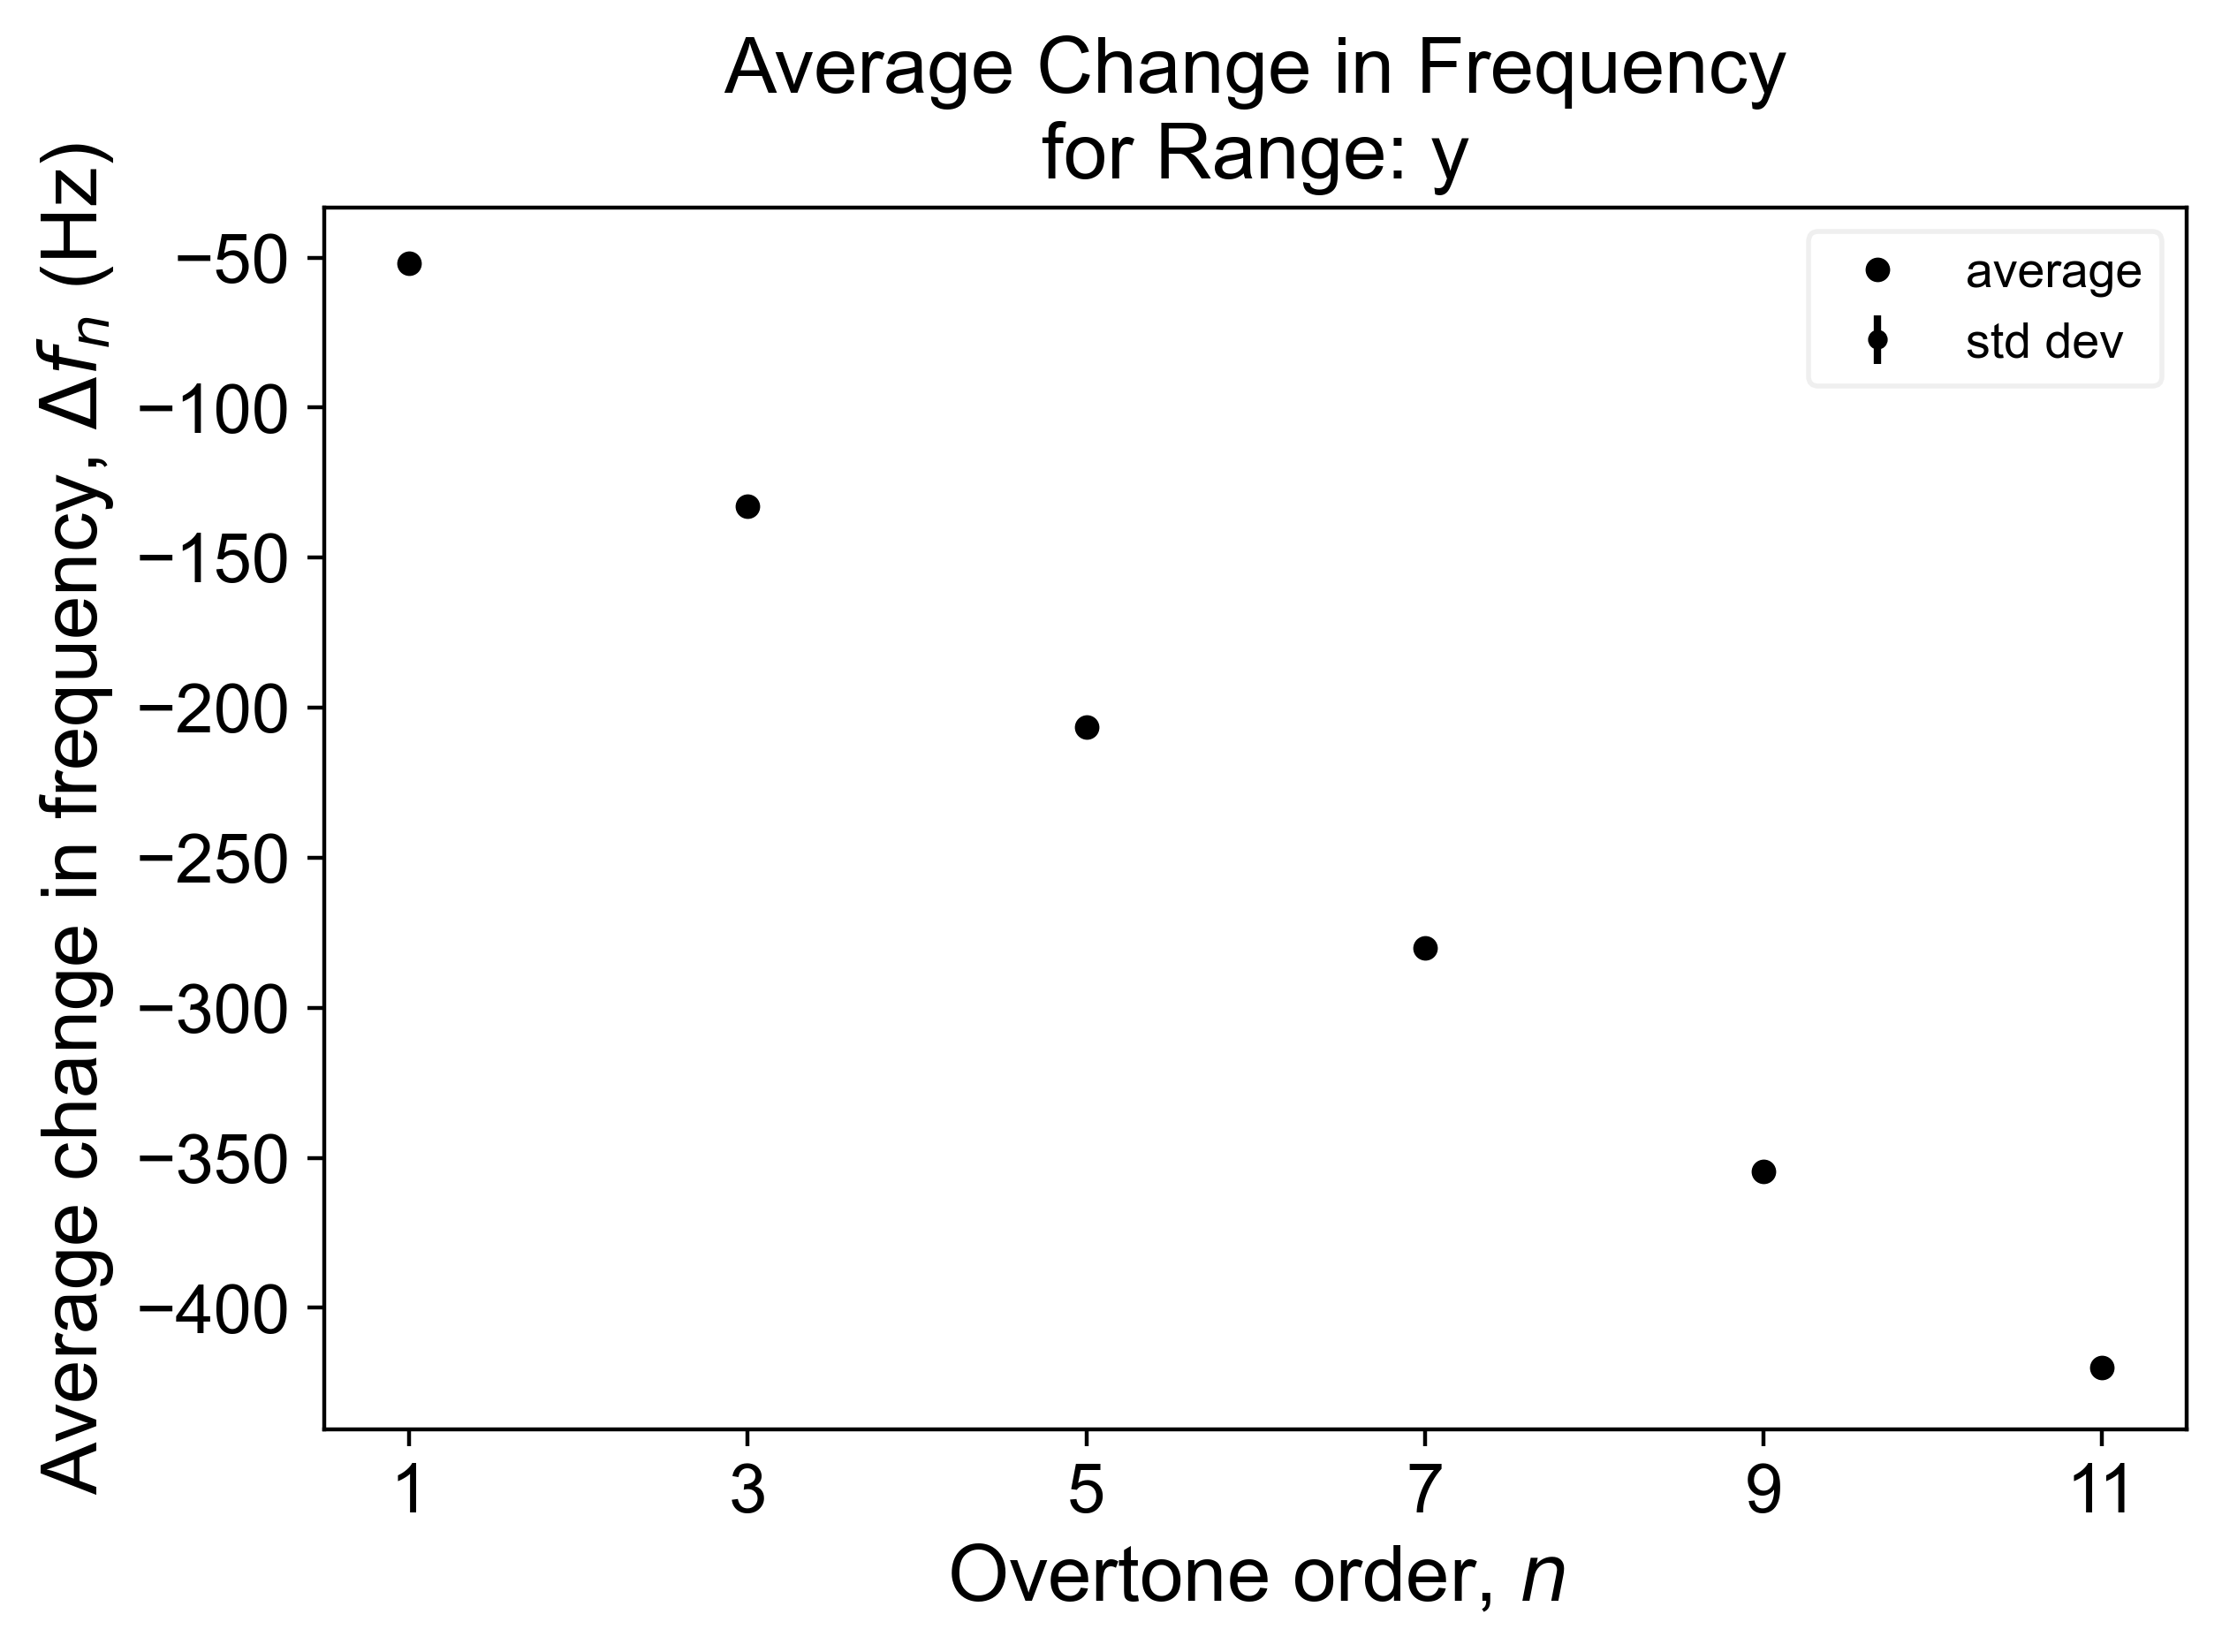 Average Change in Frequency
for Range: y
Average change in frequency, Δfn (Hz)
−50
−100
−150
−200
−250
−300
−350
−400
average
std dev
1 3 5 7 9 11
Overtone order, n